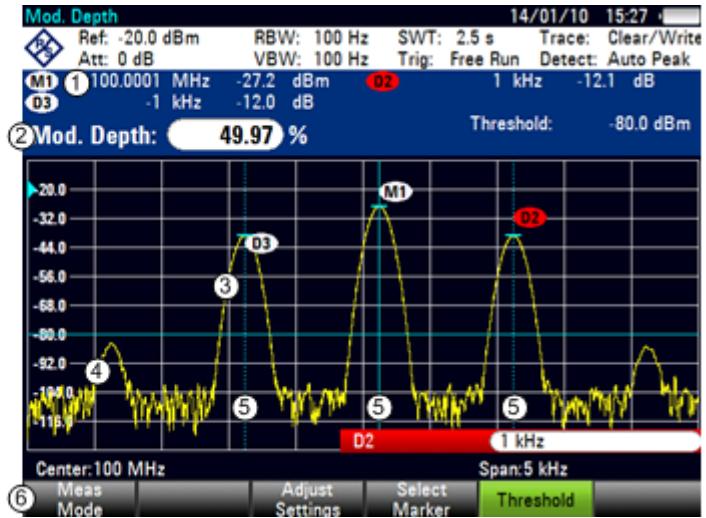 Mod. Depth 14/01/10 15:27
Ref: -20.0 dBm RBW: 100 Hz SWT: 2.5 s Trace: Clear/Write
Att: 0 dB VBW: 100 Hz Trig: Free Run Detect: Auto Peak
M1 1 100.0001 MHz -27.2 dBm D2 1 kHz -12.1 dB
D3 -1 kHz -12.0 dB
2 Mod. Depth: 49.97 % Threshold: -80.0 dBm
-20.0
M1
-32.0
D2
-44.0
D3
-56.0
3
-68.0
-80.0
-92.0
4
5 5 5
-116.0
D2 1 kHz
Center:100 MHz Span:5 kHz
6 Meas Mode Adjust Settings Select Marker Threshold